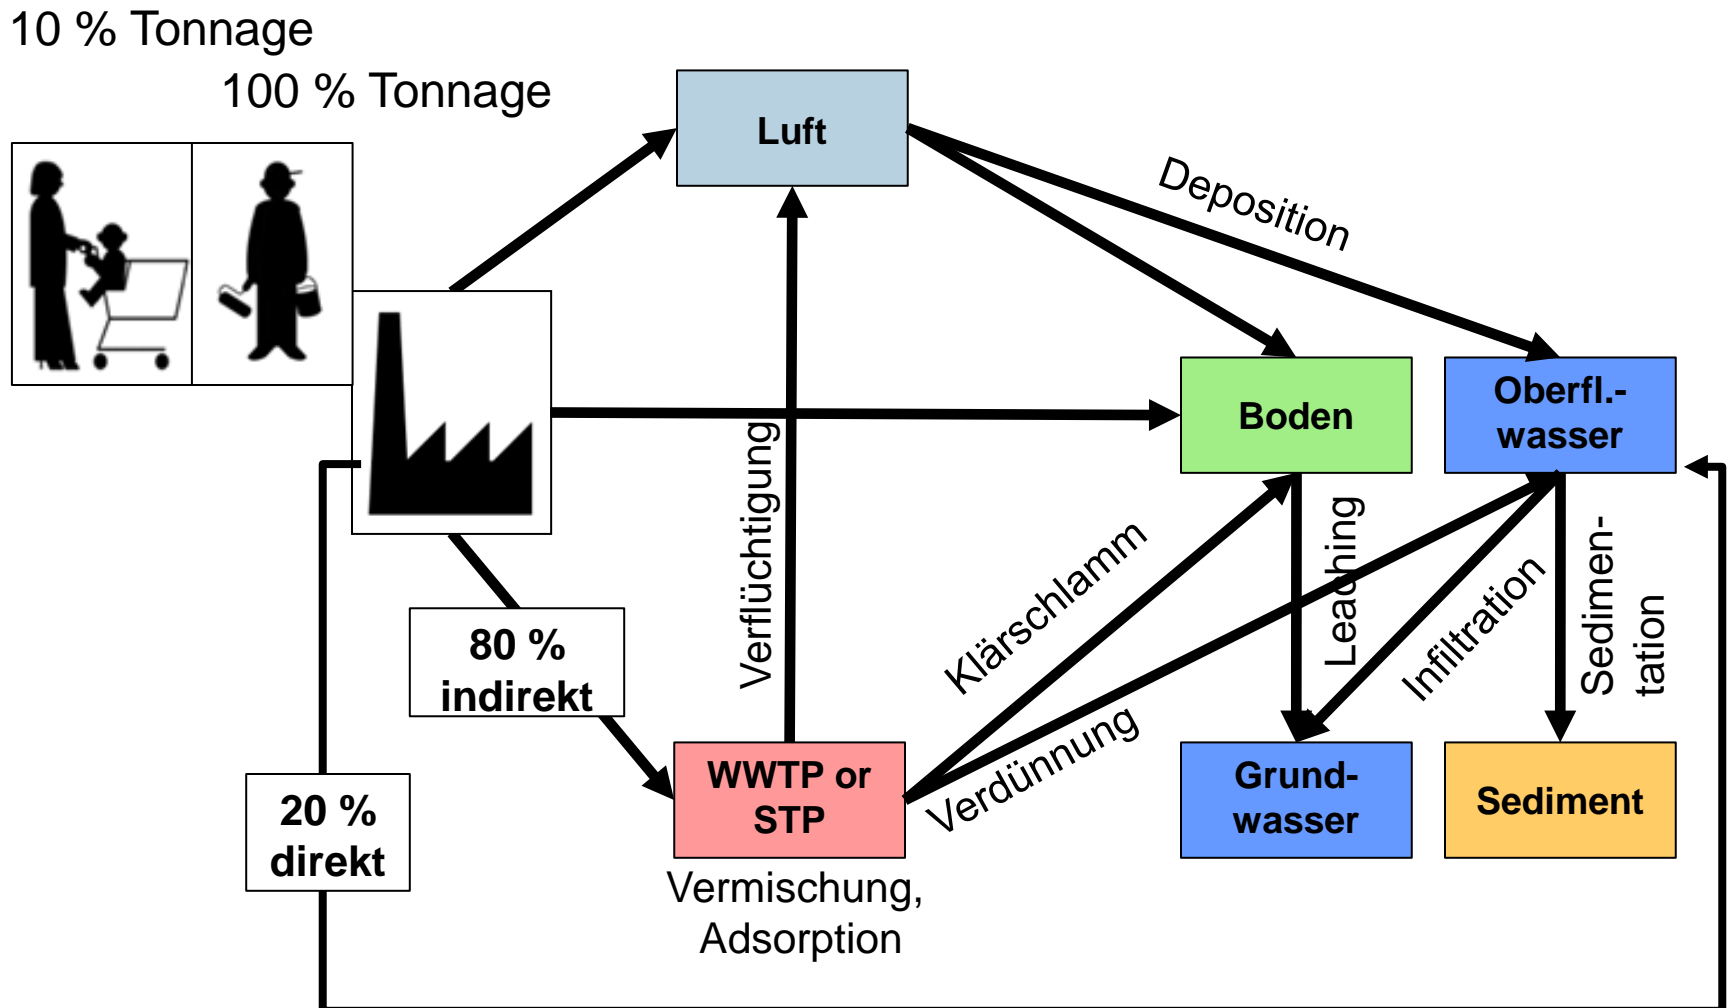 10 % Tonnage
100 % Tonnage
Luft
Deposition
Boden
Oberfl.-
wasser
Verflüchtigung
Klärschlamm
Leaching
Infiltration
Sedimen-
tation
80 %
indirekt
Verdünnung
WWTP or
STP
Grund-
wasser
Sediment
20 %
direkt
Vermischung,
Adsorption